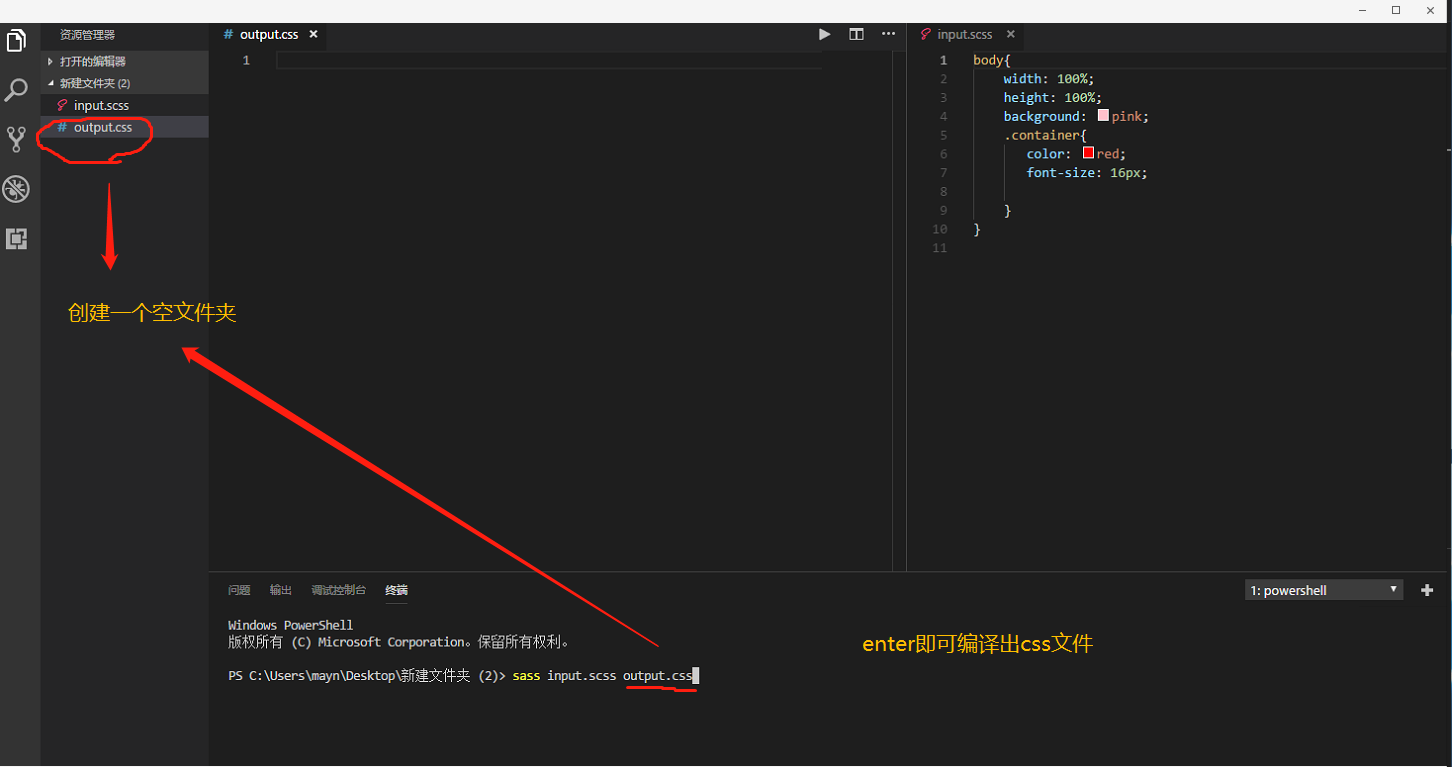 资源管理器
打开的编辑器
新建文件夹 (2)
input.scss
output.css
创建一个空文件夹
output.css
1
input.scss
1 body{
2 width: 100%;
3 height: 100%;
4 background: pink;
5 .container{
6 color: red;
7 font-size: 16px;
8
9 }
10 }
11
问题 输出 调试控制台 终端
1: powershell
Windows PowerShell
版权所有 (C) Microsoft Corporation。保留所有权利。
PS C:\Users\mayn\Desktop\新建文件夹 (2)> sass input.scss output.css
enter即可编译出css文件